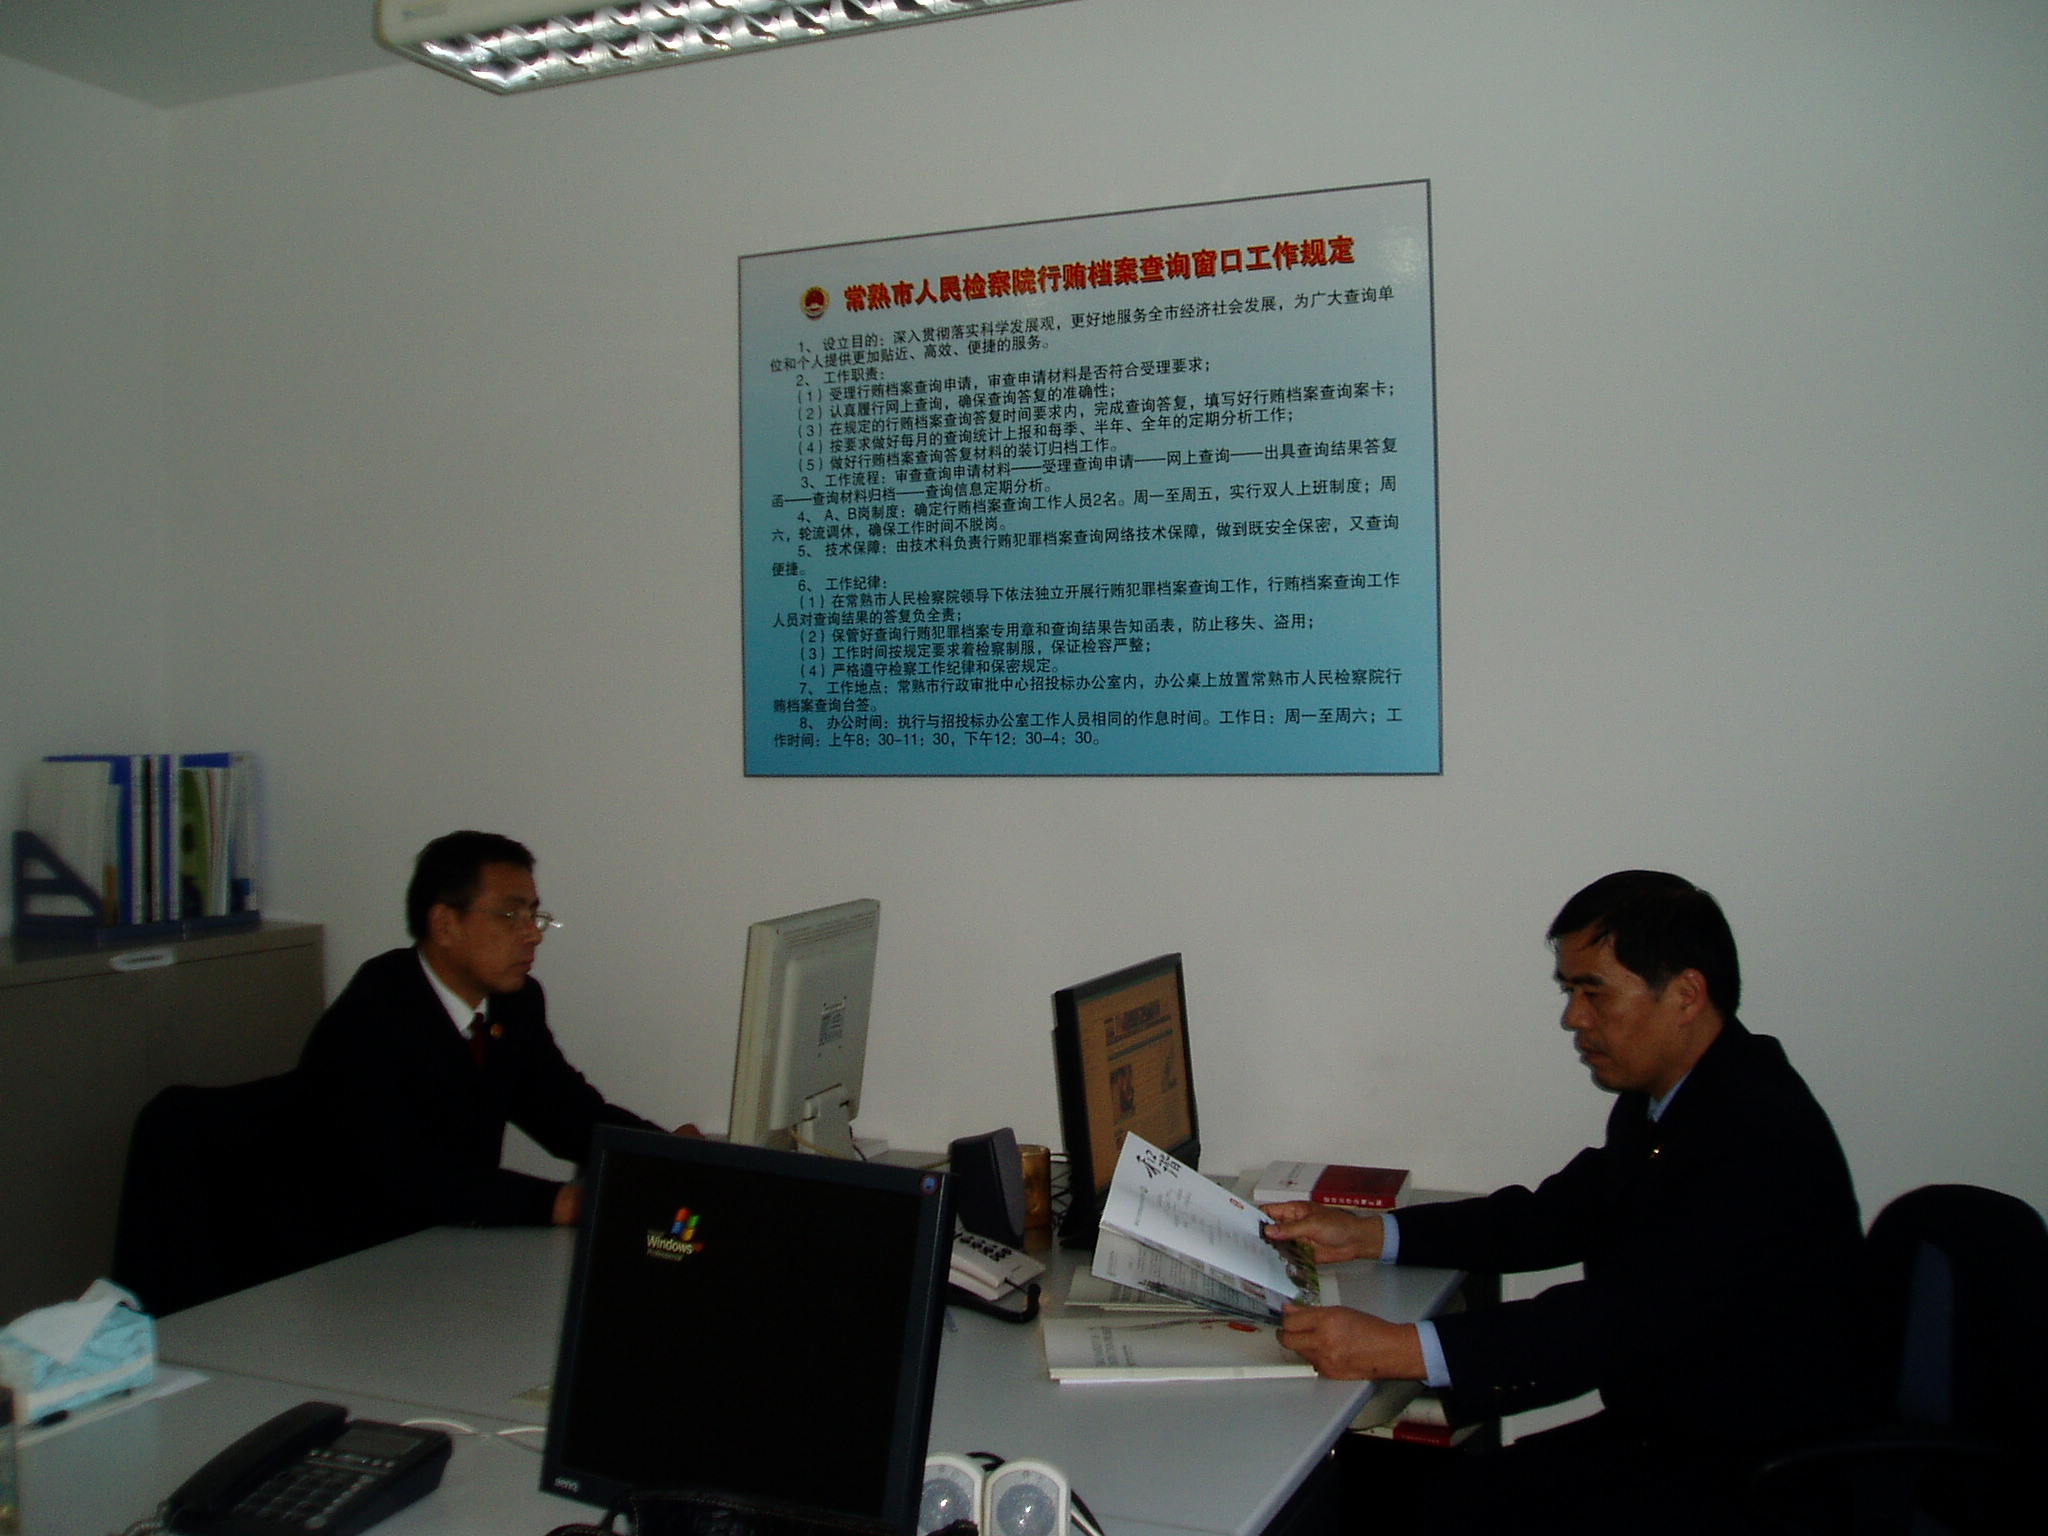 常熟市人民检察院行贿档案查询窗口工作规定
1、设立目的：深入贯彻落实科学发展观，更好地服务全市经济社会发展，为广大查询单
位和个人提供更加贴近、高效、便捷的服务。
2、工作职责：
（1）受理行贿档案查询申请，审查申请材料是否符合受理要求；
（2）认真履行网上查询，确保查询答复的准确性；
（3）在规定的行贿档案查询答复时间要求内，完成查询答复，填写好行贿档案查询案卡；
（4）按要求做好每月的查询统计上报和每季、半年、全年的定期分析工作；
（5）做好行贿档案查询答复材料的装订归档工作。
3、工作流程：审查查询申请材料——受理查询申请——网上查询——出具查询结果答复
函——查询材料归档——查询信息定期分析。
4、A、B岗制度：确定行贿档案查询工作人员2名。周一至周五，实行双人上班制度；周
六，轮流调休，确保工作时间不脱岗。
5、技术保障：由技术科负责行贿犯罪档案查询网络技术保障，做到既安全保密，又查询
便捷。
6、工作纪律：
（1）在常熟市人民检察院领导下依法独立开展行贿犯罪档案查询工作，行贿档案查询工作
人员对查询结果的答复负全责；
（2）保管好查询行贿犯罪档案专用章和查询结果告知函表，防止移失、盗用；
（3）工作时间按规定要求着检察制服，保证检容严整；
（4）严格遵守检察工作纪律和保密规定。
7、工作地点：常熟市行政审批中心招投标办公室内，办公桌上放置常熟市人民检察院行
贿档案查询台签。
8、办公时间：执行与招投标办公室工作人员相同的作息时间。工作日：周一至周六；工
作时间：上午8：30-11：30，下午12：30-4：30。
Windows xp
Professional
BenQ